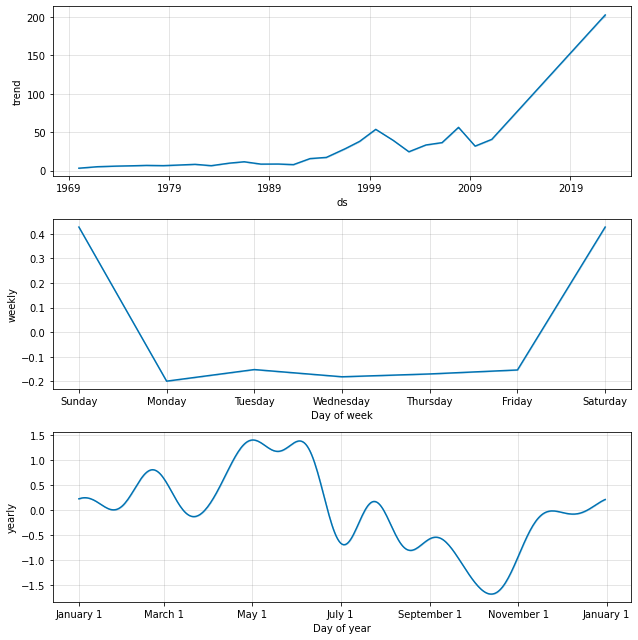 200
150
100
50
0
trend
1969 1979 1989 1999 2009 2019
ds
0.4
0.3
0.2
0.1
0.0
−0.1
−0.2
weekly
Sunday Monday Tuesday Wednesday Thursday Friday Saturday
Day of week
1.5
1.0
0.5
0.0
−0.5
−1.0
−1.5
yearly
January 1 March 1 May 1 July 1 September 1 November 1 January 1
Day of year